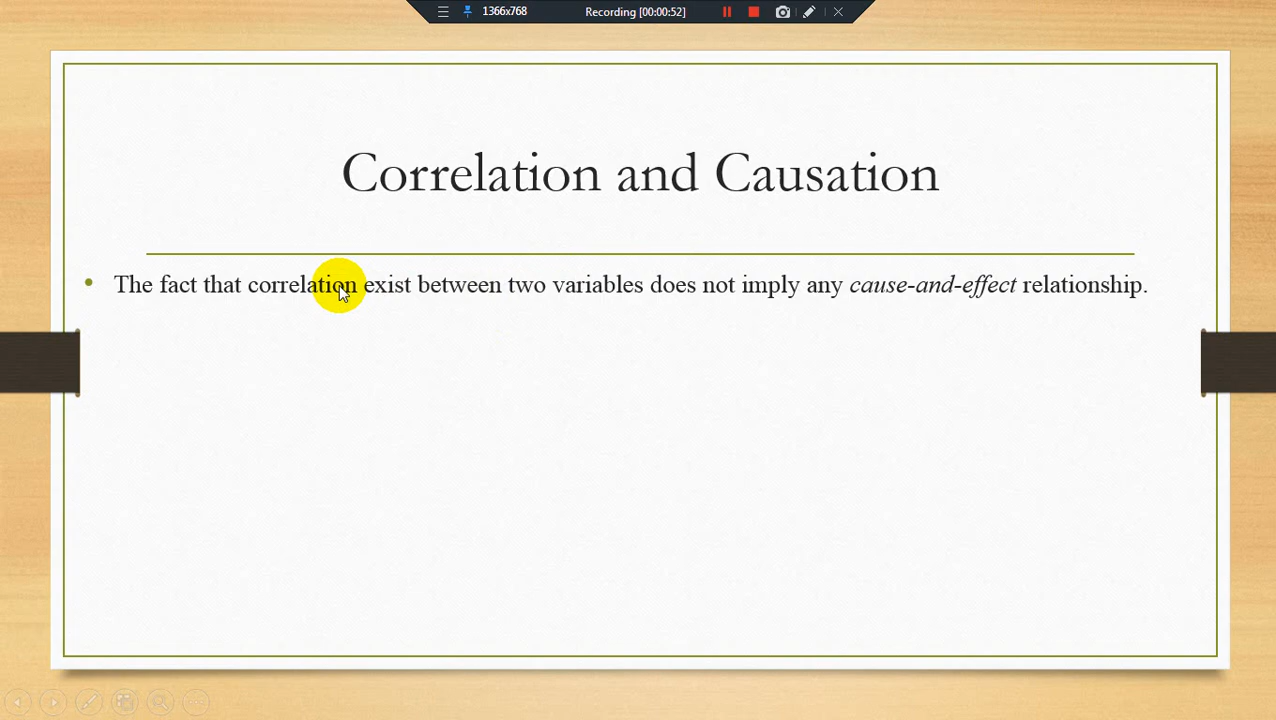 1366x768 Recording [00:00:52]
Correlation and Causation
• The fact that correlation exist between two variables does not imply any cause-and-effect relationship.